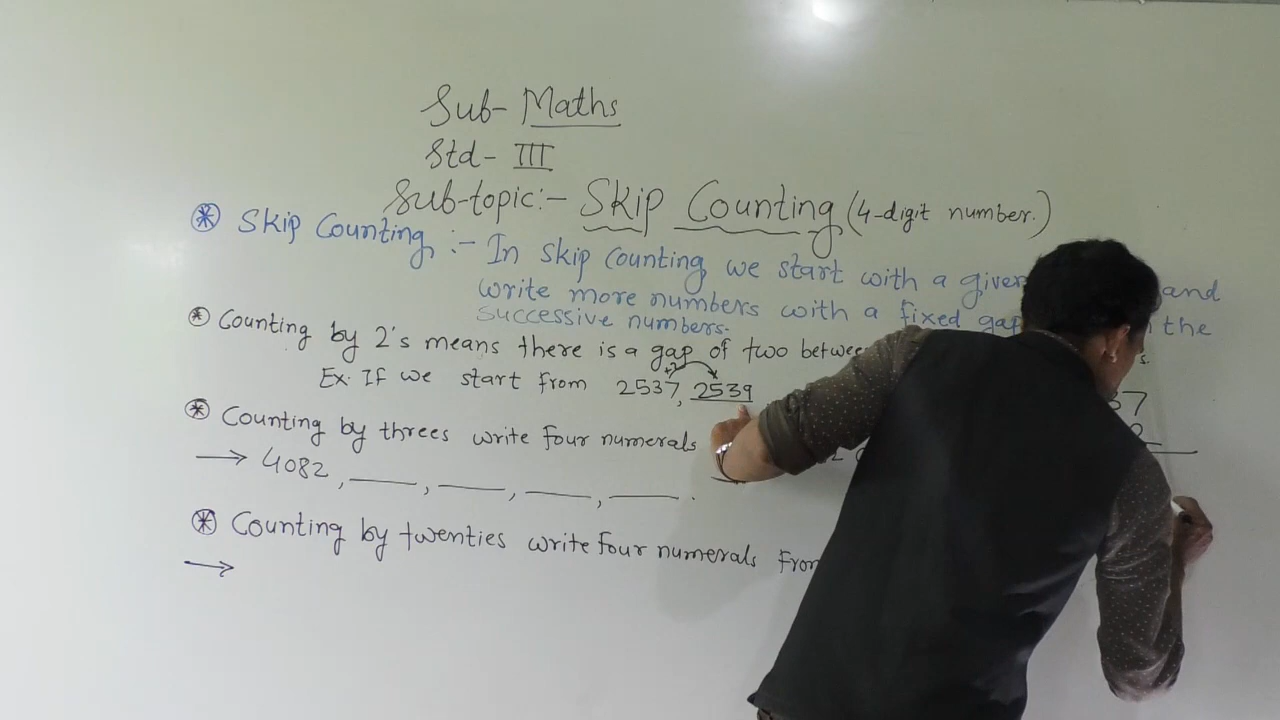 Sub- Maths
Std- III
Sub-topic:- Skip Counting (4-digit number.)
* Skip Counting :- In skip counting we start with a given and
write more numbers with a fixed gap the
successive numbers.
* Counting by 2's means there is a gap of two s.
Ex. If we start from 2537, 2539
+2
37
2
* Counting by threes write four numerals
→ 4082, ____, ____, ____, ____.
* Counting by twenties write four numerals from
→